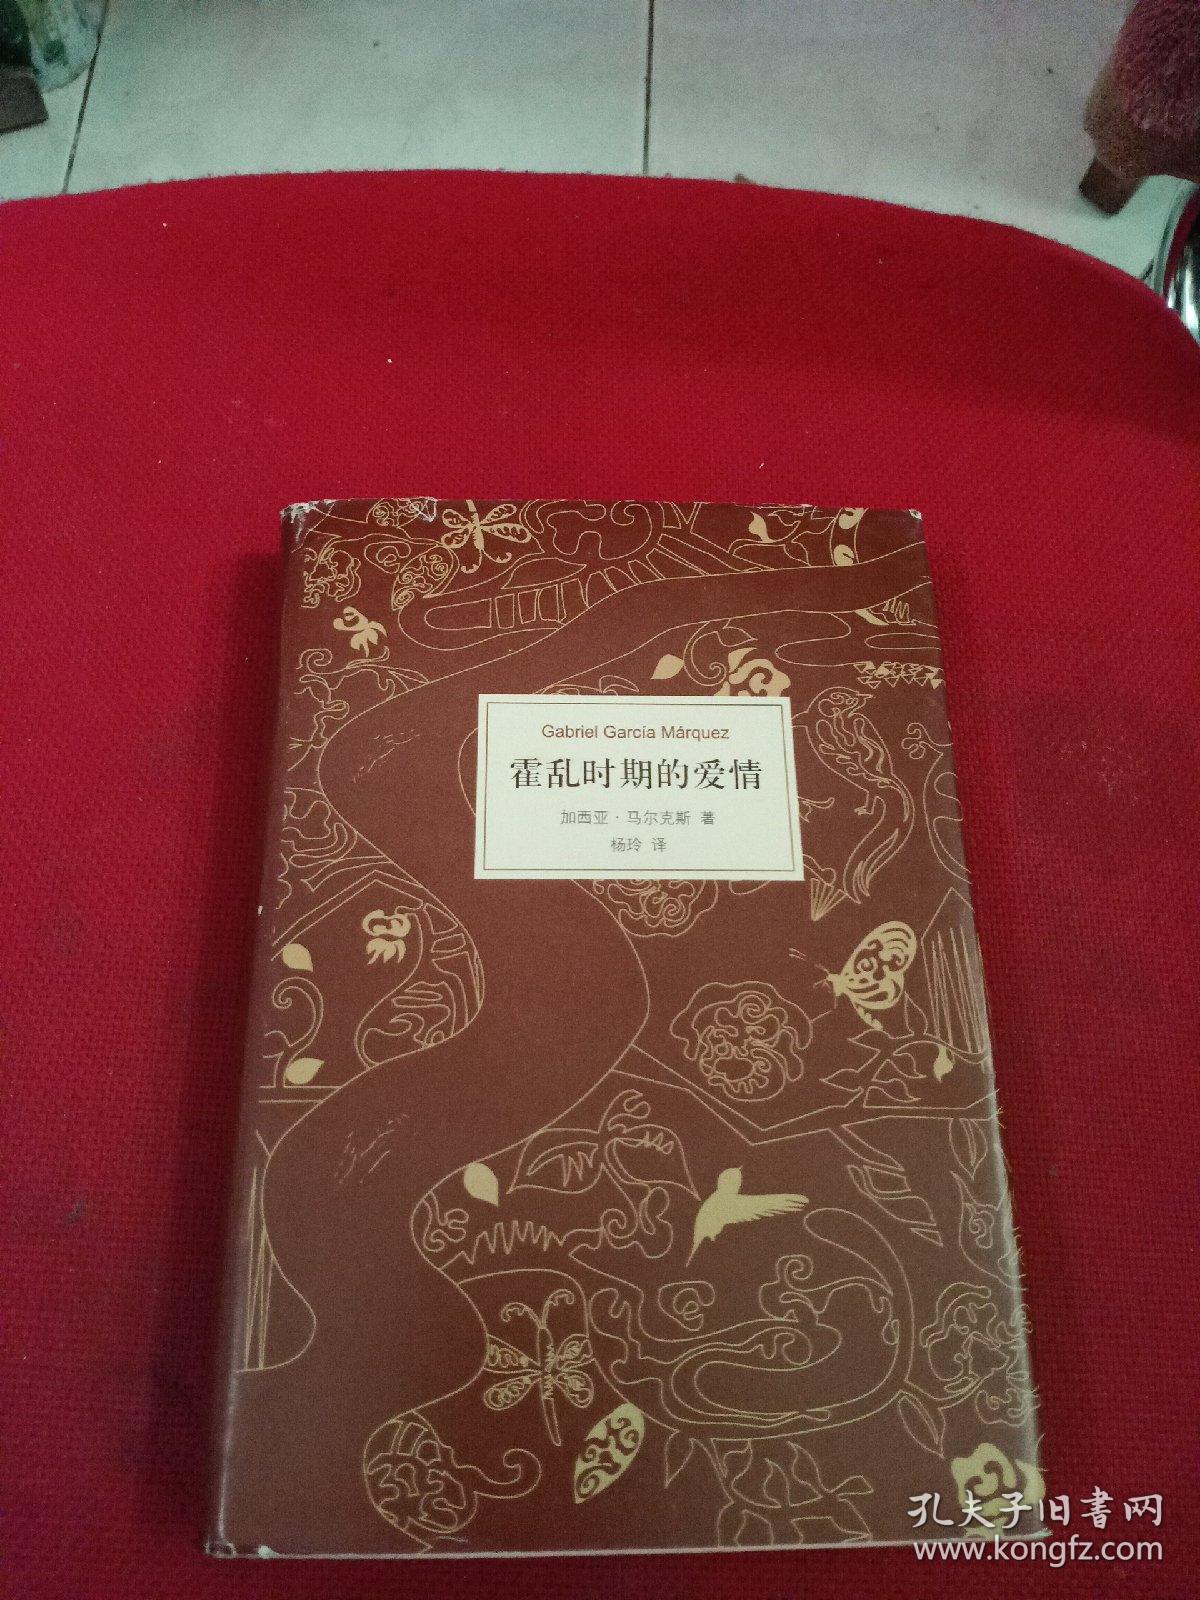 Gabriel García Márquez
霍乱时期的爱情
加西亚·马尔克斯 著
杨玲 译
孔夫子旧書网
www.kongfz.com